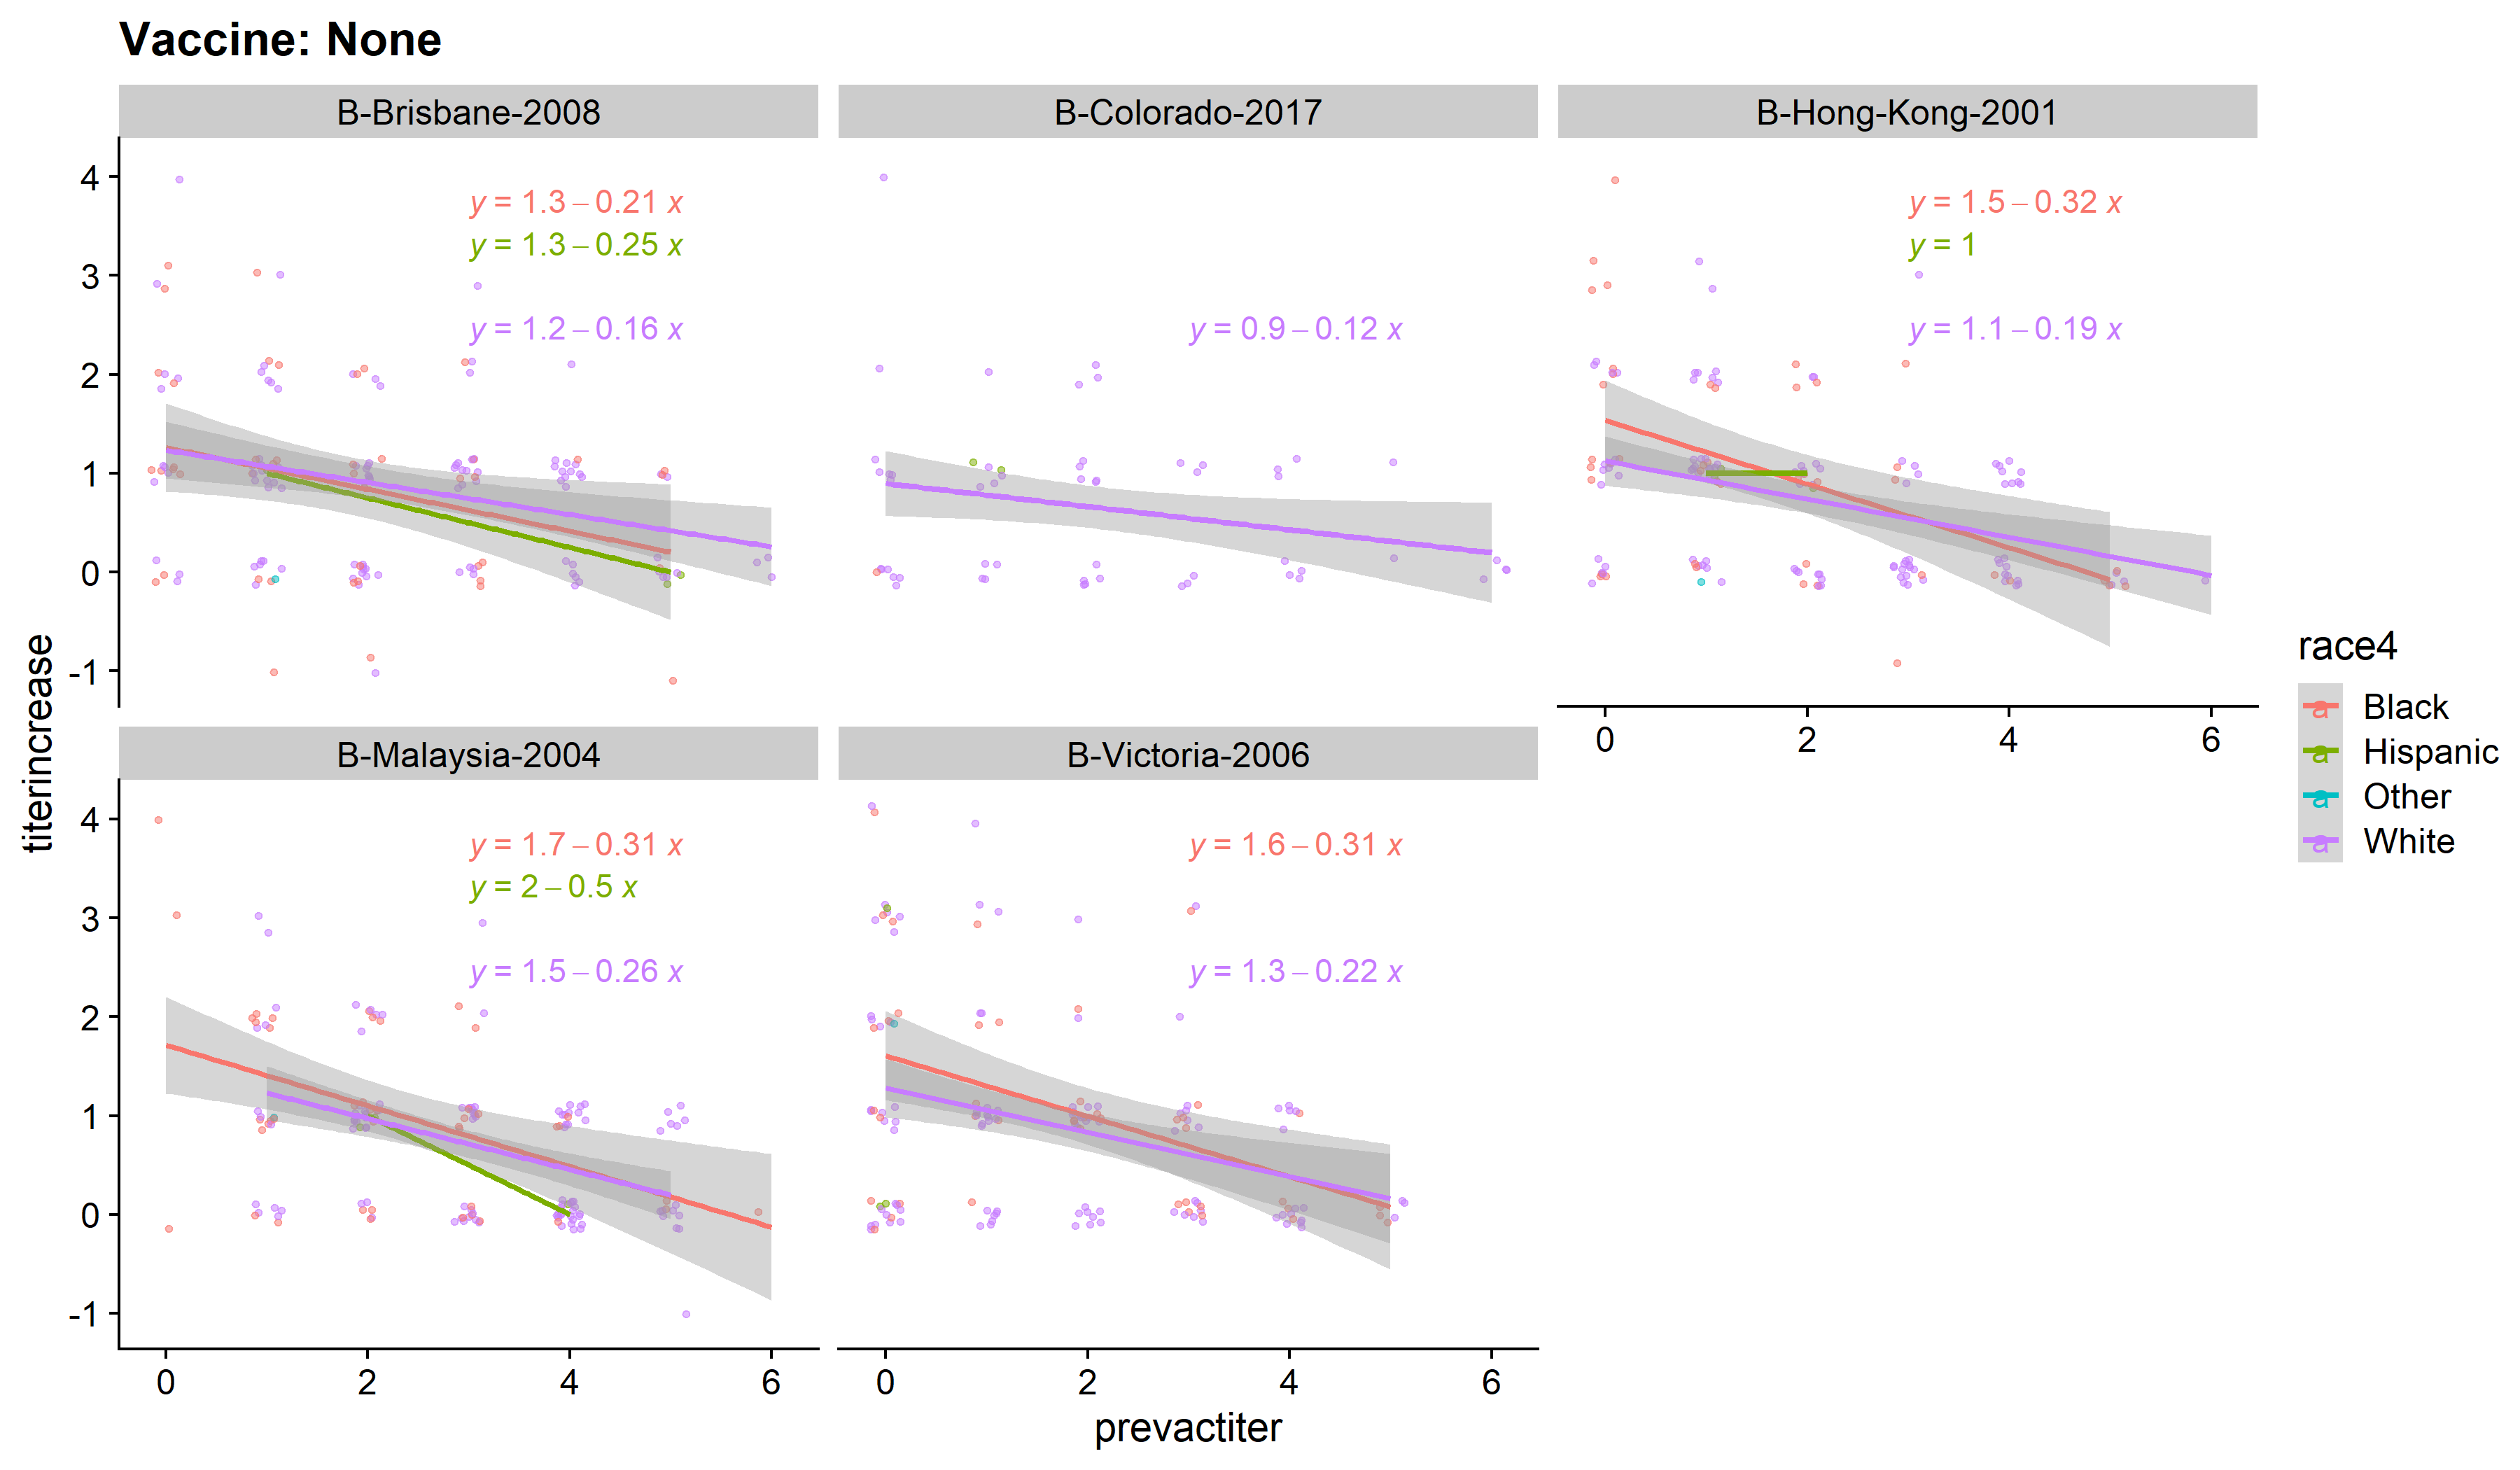 Vaccine: None
B-Brisbane-2008
B-Colorado-2017
B-Hong-Kong-2001
4
3
2
1
0
-1
y = 1.3 – 0.21 x
y = 1.3 – 0.25 x
y = 1.2 – 0.16 x
y = 0.9 – 0.12 x
y = 1.5 – 0.32 x
y = 1
y = 1.1 – 0.19 x
0 2 4 6
titerincrease
B-Malaysia-2004
B-Victoria-2006
4
3
2
1
0
-1
y = 1.7 – 0.31 x
y = 2 – 0.5 x
y = 1.5 – 0.26 x
y = 1.6 – 0.31 x
y = 1.3 – 0.22 x
0 2 4 6
0 2 4 6
prevactiter
race4
a Black
a Hispanic
a Other
a White